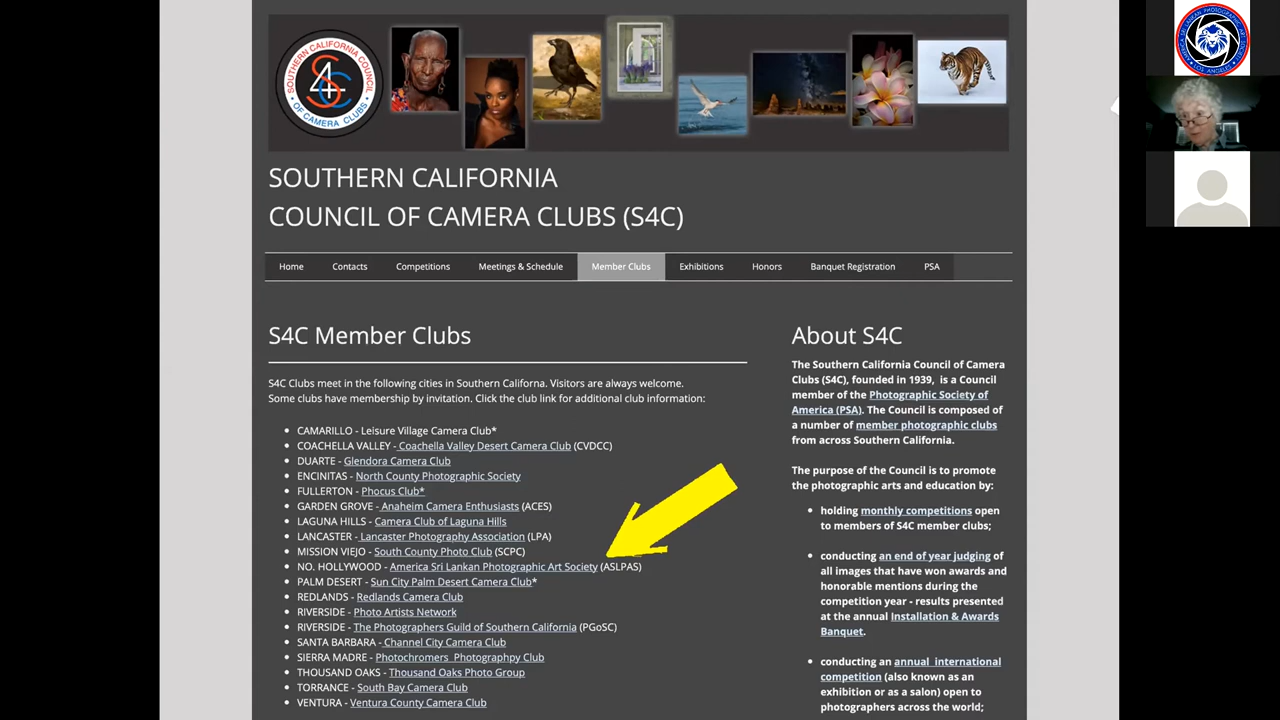 SOUTHERN CALIFORNIA COUNCIL
OF CAMERA CLUBS
S4C
SOUTHERN CALIFORNIA
COUNCIL OF CAMERA CLUBS (S4C)
Home Contacts Competitions Meetings & Schedule Member Clubs Exhibitions Honors Banquet Registration PSA
S4C Member Clubs
S4C Clubs meet in the following cities in Southern Californa. Visitors are always welcome.
Some clubs have membership by invitation. Click the club link for additional club information:
CAMARILLO - Leisure Village Camera Club*
COACHELLA VALLEY - Coachella Valley Desert Camera Club (CVDCC)
DUARTE - Glendora Camera Club
ENCINITAS - North County Photographic Society
FULLERTON - Phocus Club*
GARDEN GROVE - Anaheim Camera Enthusiasts (ACES)
LAGUNA HILLS - Camera Club of Laguna Hills
LANCASTER - Lancaster Photography Association (LPA)
MISSION VIEJO - South County Photo Club (SCPC)
NO. HOLLYWOOD - America Sri Lankan Photographic Art Society (ASLPAS)
PALM DESERT - Sun City Palm Desert Camera Club*
REDLANDS - Redlands Camera Club
RIVERSIDE - Photo Artists Network
RIVERSIDE - The Photographers Guild of Southern California (PGoSC)
SANTA BARBARA - Channel City Camera Club
SIERRA MADRE - Photochromers Photographpy Club
THOUSAND OAKS - Thousand Oaks Photo Group
TORRANCE - South Bay Camera Club
VENTURA - Ventura County Camera Club
About S4C
The Southern California Council of Camera
Clubs (S4C), founded in 1939, is a Council
member of the Photographic Society of
America (PSA). The Council is composed of
a number of member photographic clubs
from across Southern California.
The purpose of the Council is to promote
the photographic arts and education by:
holding monthly competitions open
to members of S4C member clubs;
conducting an end of year judging of
all images that have won awards and
honorable mentions during the
competition year - results presented
at the annual Installation & Awards
Banquet.
conducting an annual international
competition (also known as an
exhibition or as a salon) open to
photographers across the world;
LOS ANGELES